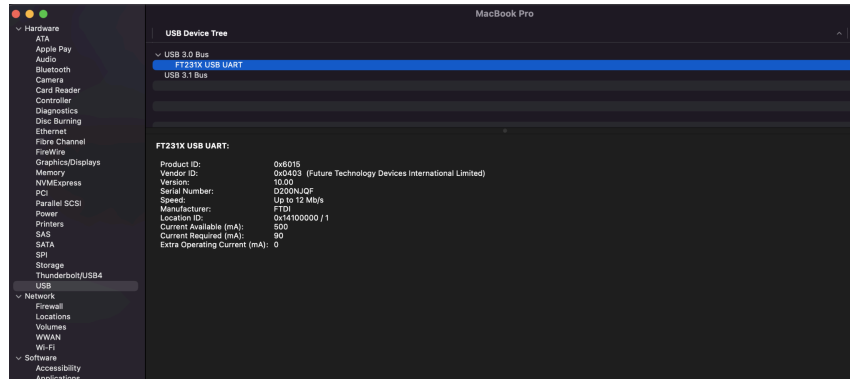 MacBook Pro
Hardware
ATA
Apple Pay
Audio
Bluetooth
Camera
Card Reader
Controller
Diagnostics
Disc Burning
Ethernet
Fibre Channel
FireWire
Graphics/Displays
Memory
NVMExpress
PCI
Parallel SCSI
Power
Printers
SAS
SATA
SPI
Storage
Thunderbolt/USB4
USB
Network
Firewall
Locations
Volumes
WWAN
Wi-Fi
Software
Accessibility
Applications
USB Device Tree
USB 3.0 Bus
FT231X USB UART
USB 3.1 Bus
FT231X USB UART:
Product ID: 0x6015
Vendor ID: 0x0403 (Future Technology Devices International Limited)
Version: 10.00
Serial Number: D200NJQF
Speed: Up to 12 Mb/s
Manufacturer: FTDI
Location ID: 0x14100000 / 1
Current Available (mA): 500
Current Required (mA): 90
Extra Operating Current (mA): 0